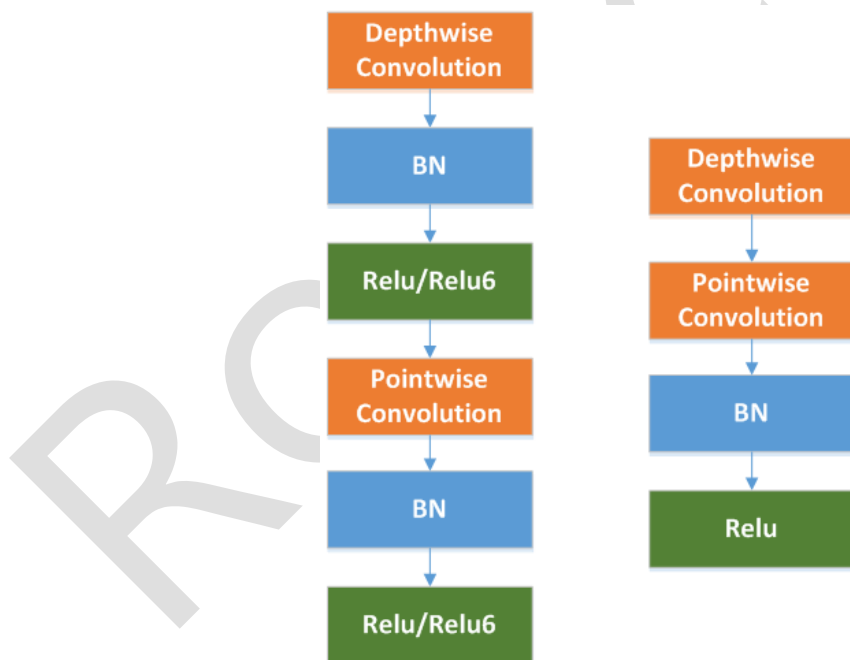 Depthwise
Convolution
BN
Relu/Relu6
Pointwise
Convolution
BN
Relu/Relu6
Depthwise
Convolution
Pointwise
Convolution
BN
Relu